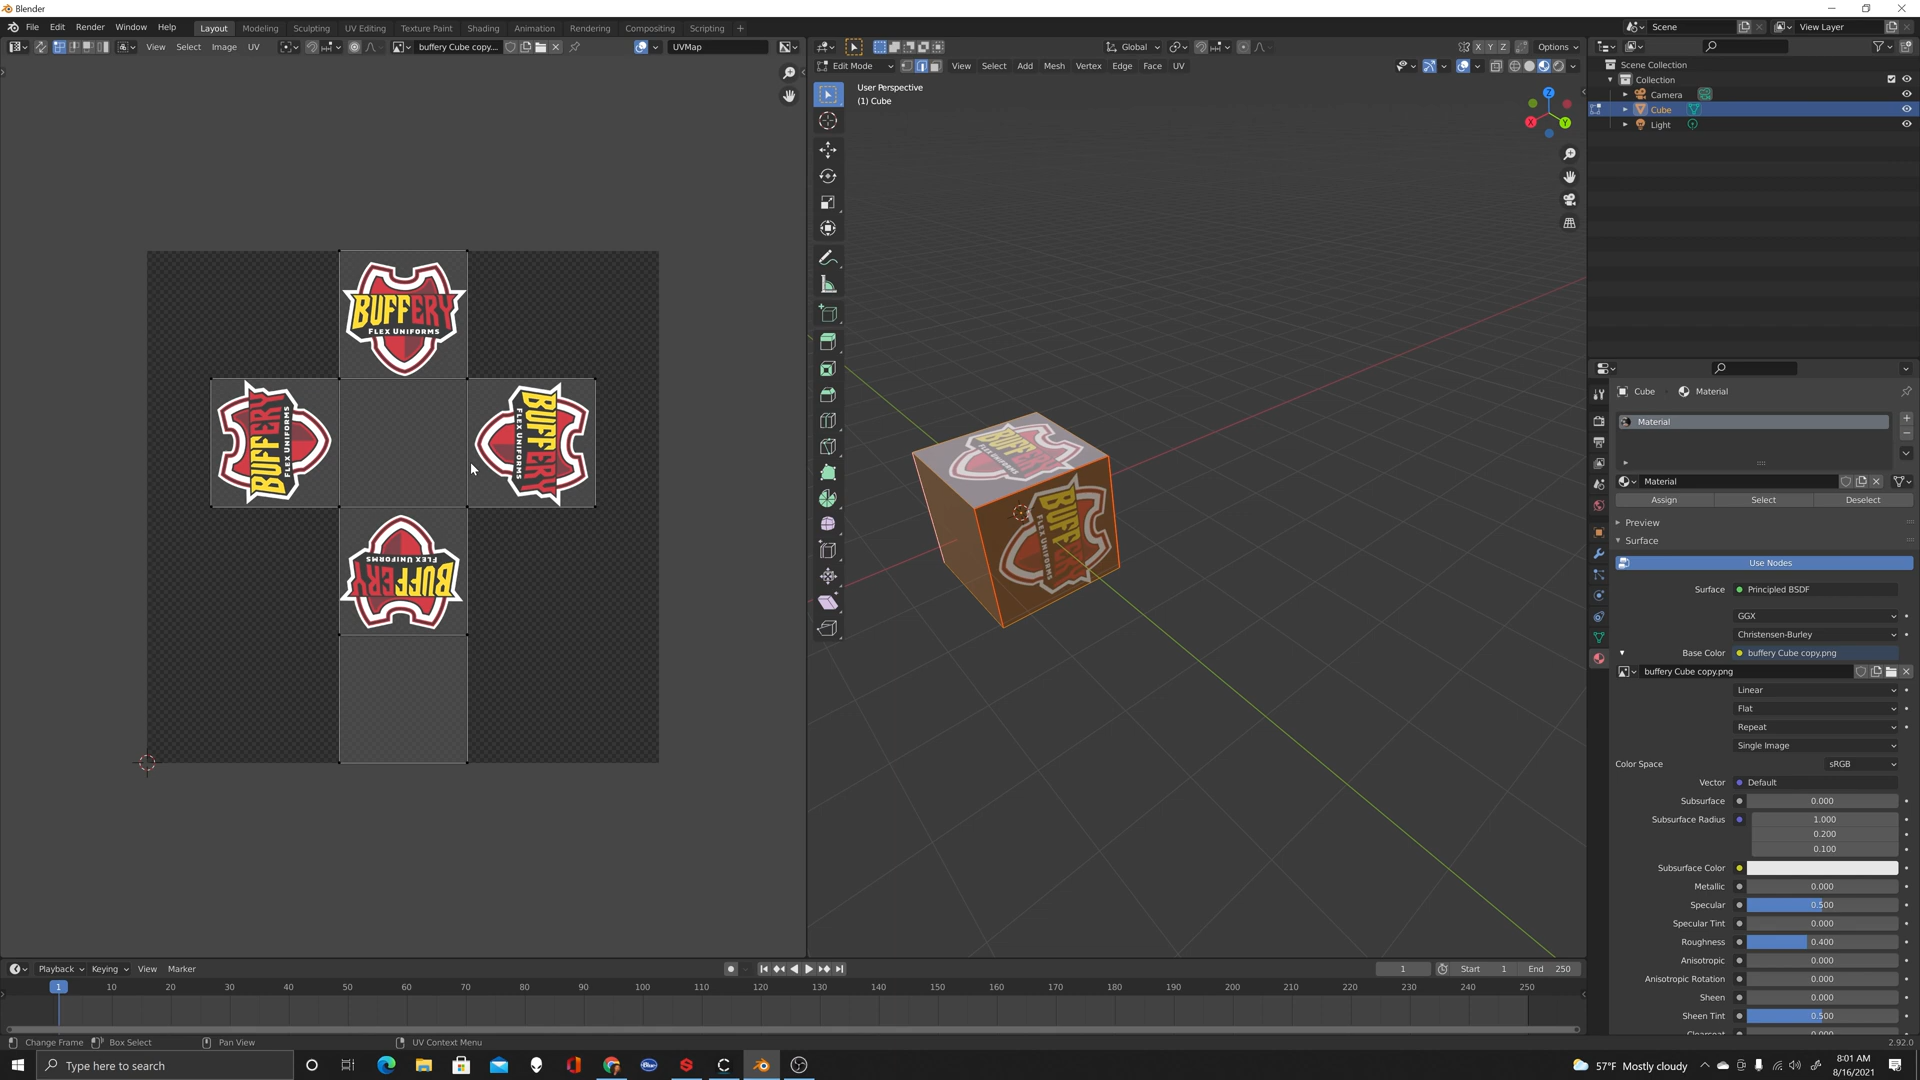 Blender
File Edit Render Window Help Layout Modeling Sculpting UV Editing Texture Paint Shading Animation Rendering Compositing Scripting + Scene View Layer
View Select Image UV buffery Cube copy... UVMap Global X Y Z Options
Edit Mode View Select Add Mesh Vertex Edge Face UV
User Perspective
(1) Cube
Z
X
Y
Scene Collection
Collection
Camera
Cube
Light
BUFFERY
FLEX UNIFORMS
BUFFERY
FLEX UNIFORMS
BUFFERY
FLEX UNIFORMS
BUFFERY
FLEX UNIFORMS
BUFFERY
FLEX UNIFORMS
BUFFERY
FLEX UNIFORMS
Cube Material
Material
Material
Assign Select Deselect
Preview
Surface
Use Nodes
Surface Principled BSDF
GGX
Christensen-Burley
Base Color buffery Cube copy.png
buffery Cube copy.png
Linear
Flat
Repeat
Single Image
Color Space sRGB
Vector Default
Subsurface 0.000
Subsurface Radius 1.000
0.200
0.100
Subsurface Color
Metallic 0.000
Specular 0.500
Specular Tint 0.000
Roughness 0.400
Anisotropic 0.000
Anisotropic Rotation 0.000
Sheen 0.000
Sheen Tint 0.500
Clearcoat 0.000
Playback Keying View Marker 1 Start 1 End 250
1 10 20 30 40 50 60 70 80 90 100 110 120 130 140 150 160 170 180 190 200 210 220 230 240 250
Change Frame Box Select Pan View UV Context Menu 2.92.0
Type here to search Blue 57°F Mostly cloudy 8:01 AM
8/16/2021